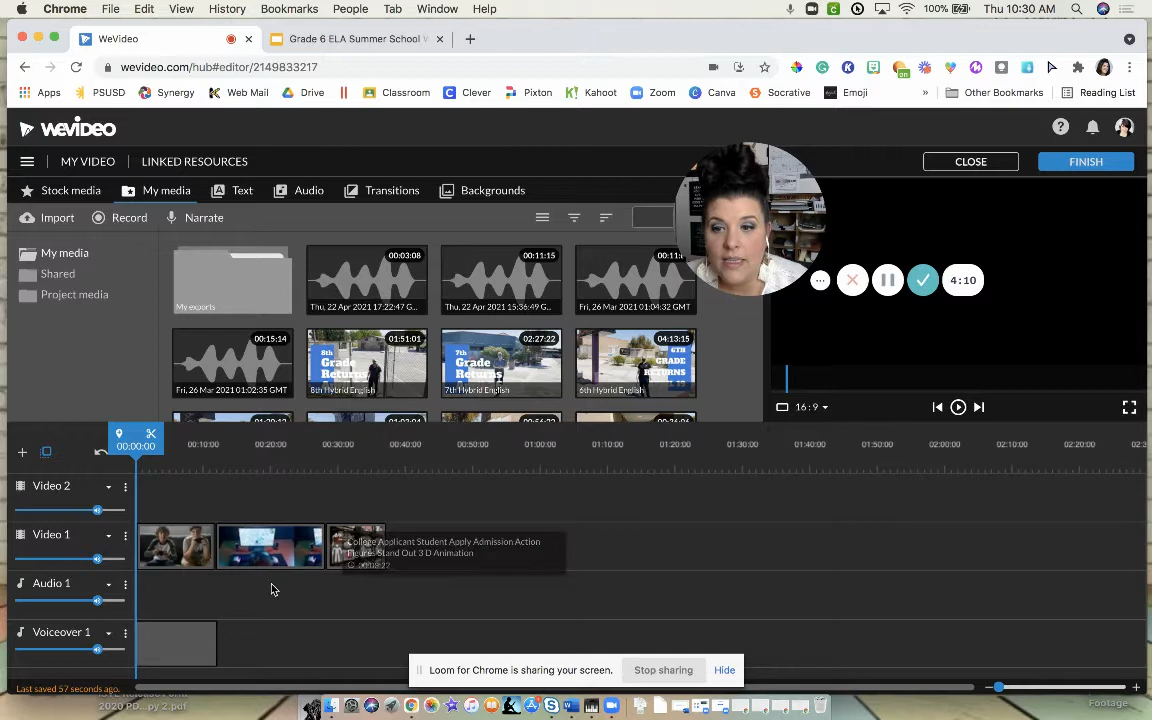 Chrome File Edit View History Bookmarks People Tab Window Help 100% Thu 10:30 AM
WeVideo Grade 6 ELA Summer School
wevideo.com/hub#editor/2149833217
Apps PSUSD Synergy Web Mail Drive Classroom Clever Pixton Kahoot Zoom Canva Socrative Emoji » Other Bookmarks Reading List
on
WEVIDEO
MY VIDEO LINKED RESOURCES CLOSE FINISH
Stock media My media Text Audio Transitions Backgrounds
Import Record Narrate
My media
Shared
Project media
My exports
00:03:08
Thu, 22 Apr 2021 17:22:47 G...
00:11:15
Thu, 22 Apr 2021 15:36:49 G...
Fri, 26 Mar 2021 01:04:32 GMT
4:10
00:15:14
Fri, 26 Mar 2021 01:02:35 GMT
01:51:01
8th
Grade
Returns
8th Hybrid English
02:27:22
7th
Grade
Returns
7th Hybrid English
04:13:15
6TH
GRADE
RETURNS
6th Hybrid English
16:9
00:00:00
00:10:00 00:20:00 00:30:00 00:40:00 00:50:00 01:00:00 01:10:00 01:20:00 01:30:00 01:40:00 01:50:00 02:00:00 02:10:00 02:20:00
Video 2
Video 1
College Applicant Student Apply Admission Action
Figure: Stand Out 3 D Animation
00:08:22
Audio 1
Voiceover 1
Loom for Chrome is sharing your screen. Stop sharing Hide
Last saved 57 seconds ago.
2020 PD...py 2.pdf
Footage